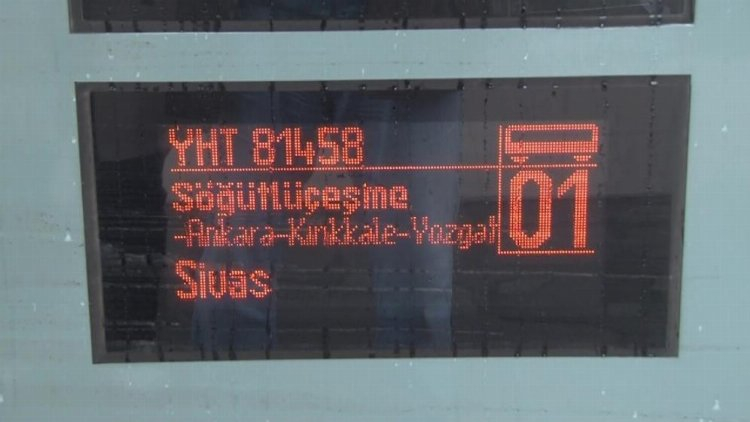 YHT 81458
01
Söğütlüçeşme
-Ankara-Kırıkkale-Yozgat
Sivas